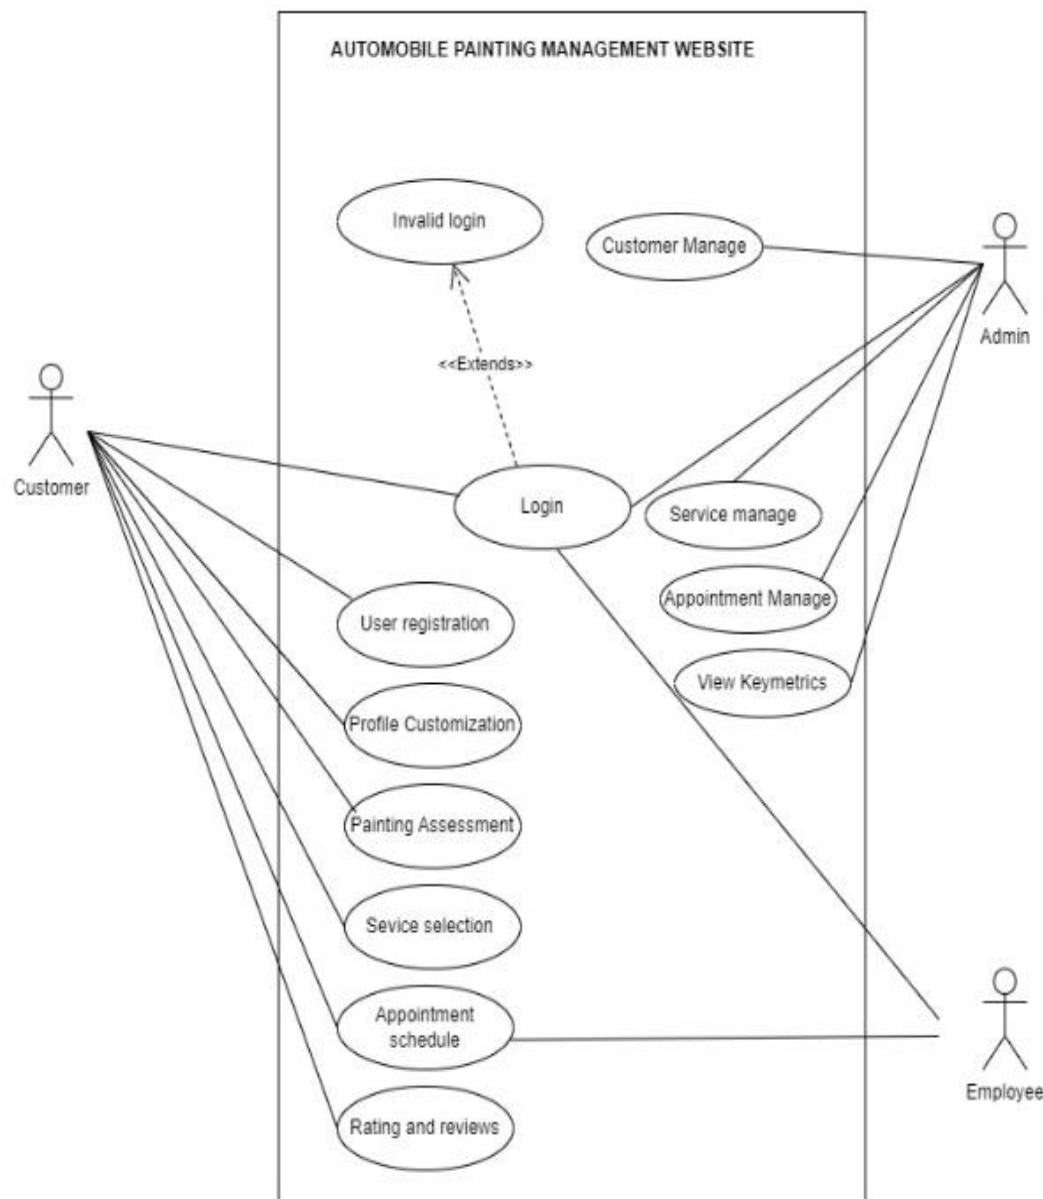 AUTOMOBILE PAINTING MANAGEMENT WEBSITE
Invalid login
Customer Manage
Admin
<<Extends>>
Customer
Login
Service manage
Appointment Manage
User registration
View Keymetrics
Profile Customization
Painting Assessment
Sevice selection
Appointment
schedule
Employee
Rating and reviews